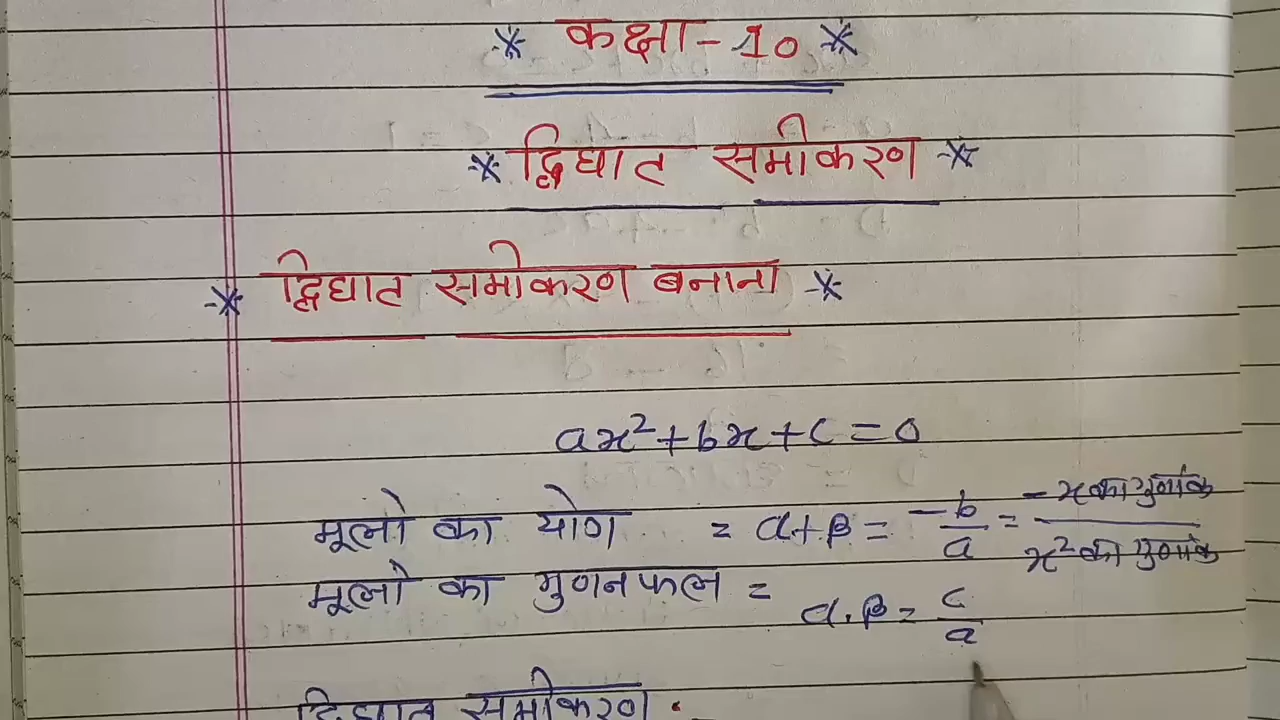 * कक्षा - 10 *
* द्विघात समीकरण *
* द्विघात समीकरण बनाना *
ax²+bx+c=0
मूलो का योग = α+β = -b/a = -x का गुणांक/x² का गुणांक
मूलो का गुणनफल = α.β = c/a
द्विघात समीकरण :